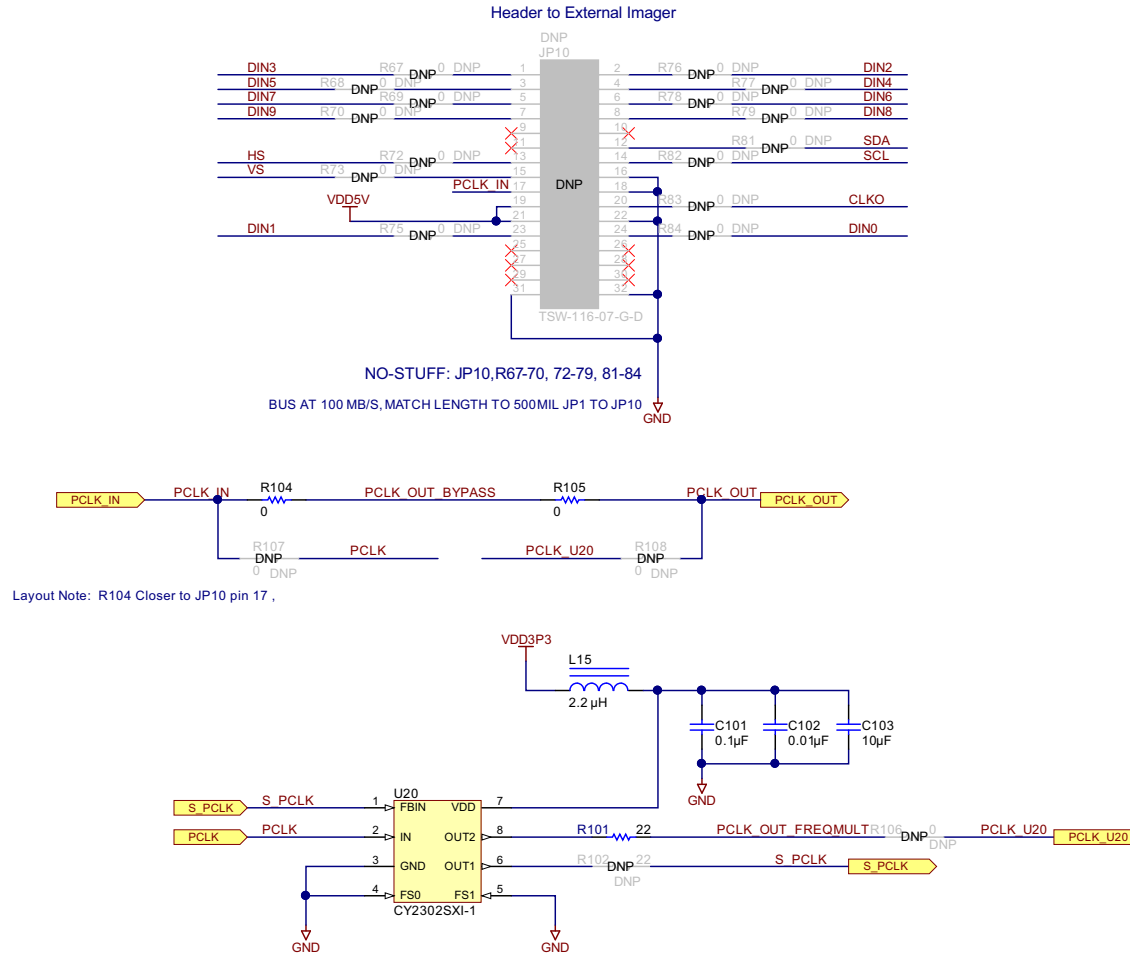 Header to External Imager
DNP
JP10
DIN3 R67 DNP 0 DNP 1 2 R76 DNP 0 DNP DIN2
DIN5 R68 DNP 0 DNP 3 4 R77 DNP 0 DNP DIN4
DIN7 R69 DNP 0 DNP 5 6 R78 DNP 0 DNP DIN6
DIN9 R70 DNP 0 DNP 7 8 R79 DNP 0 DNP DIN8
9 10
11 12 R81 DNP 0 DNP SDA
HS R72 DNP 0 DNP 13 14 R82 DNP 0 DNP SCL
VS R73 DNP 0 DNP 15 16
PCLK_IN 17 DNP 18
VDD5V 19 20 R83 DNP 0 DNP CLKO
21 22
DIN1 R75 DNP 0 DNP 23 24 R84 DNP 0 DNP DIN0
25 26
27 28
29 30
31 32
TSW-116-07-G-D
NO-STUFF: JP10,R67-70, 72-79, 81-84
BUS AT 100 MB/S, MATCH LENGTH TO 500MIL JP1 TO JP10
GND
PCLK_IN PCLK_IN R104 PCLK_OUT_BYPASS R105 PCLK_OUT PCLK_OUT
0 0
R107 DNP PCLK PCLK_U20 R108 DNP
0 DNP 0 DNP
Layout Note: R104 Closer to JP10 pin 17 ,
VDD3P3
L15
2.2 µH
C101 C102 C103
0.1µF 0.01µF 10µF
GND
U20
S_PCLK S_PCLK 1 FBIN VDD 7
PCLK PCLK 2 IN OUT2 8 R101 22 PCLK_OUT_FREQMULT R106 DNP 0 DNP PCLK_U20 PCLK_U20
3 GND OUT1 6 R102 DNP 22 S_PCLK S_PCLK
DNP
4 FS0 FS1 5
CY2302SXI-1
GND GND